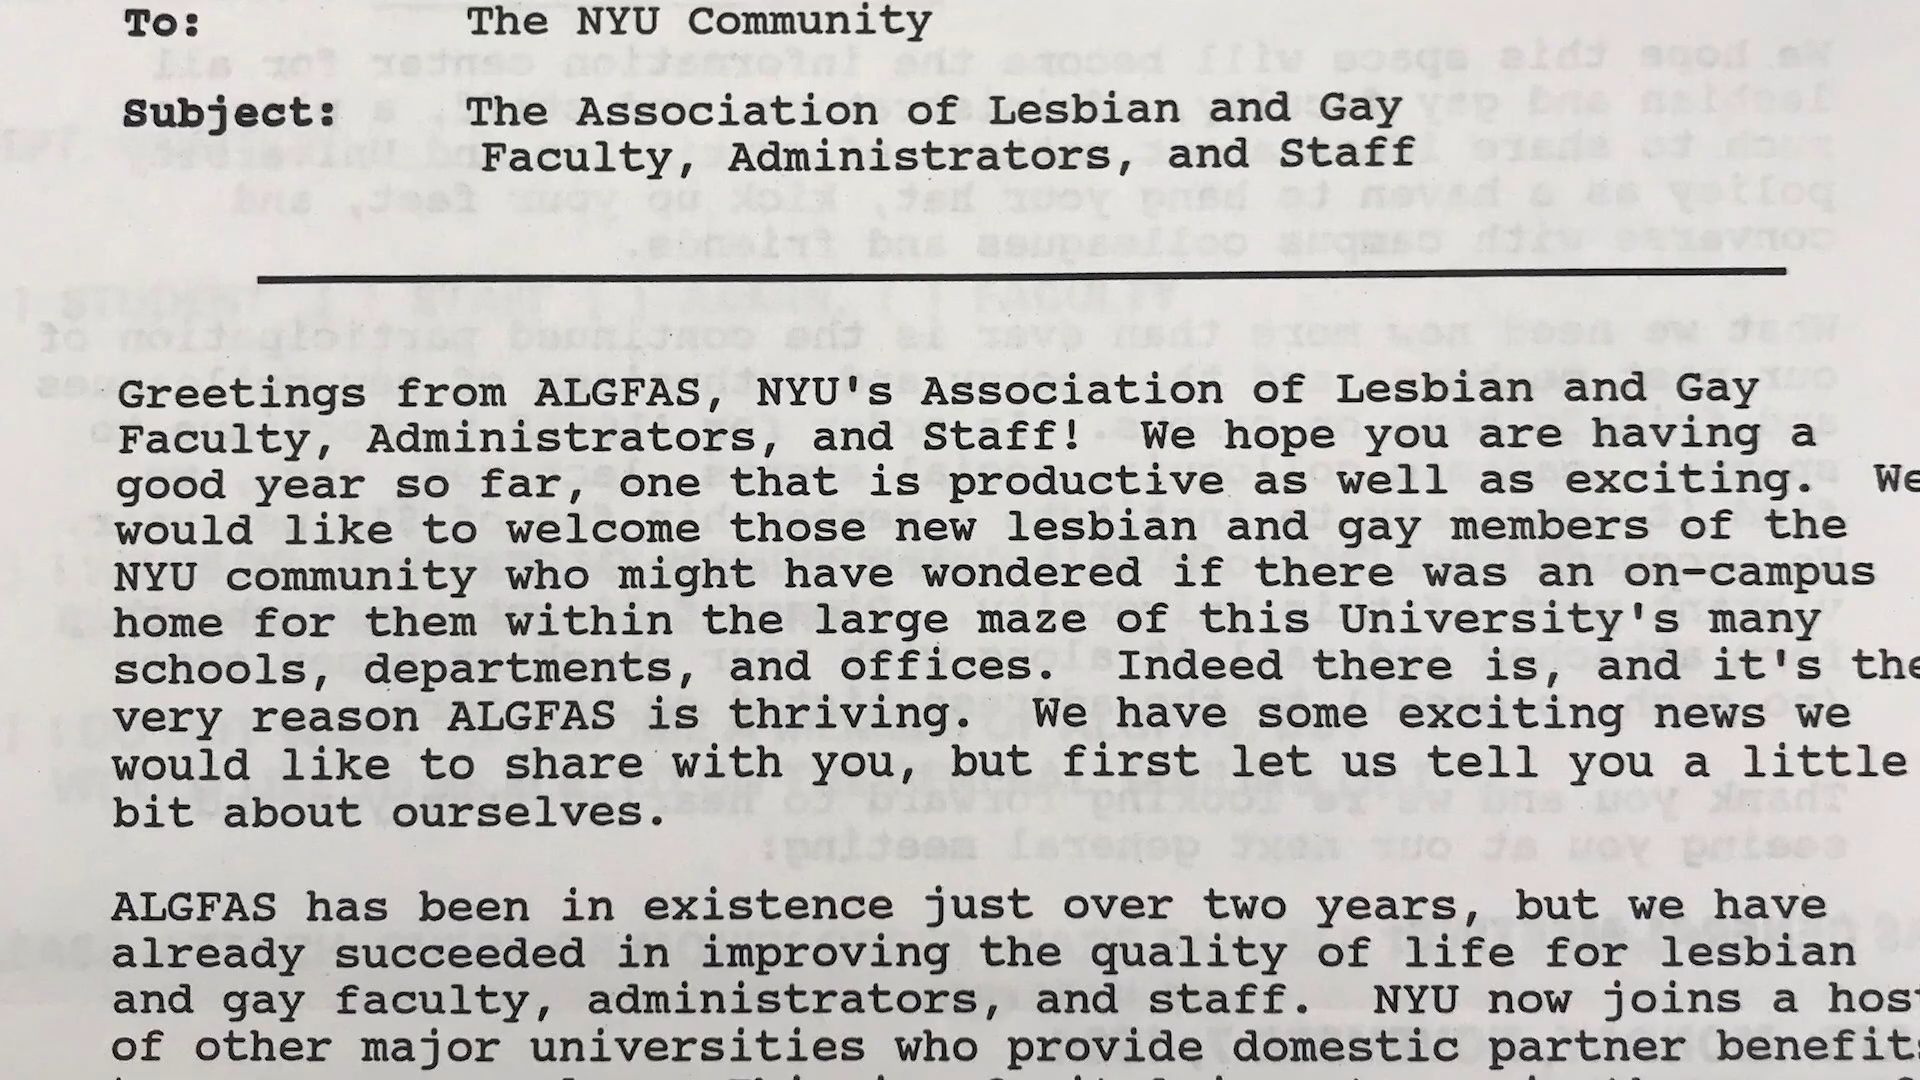 To: The NYU Community
Subject: The Association of Lesbian and Gay
Faculty, Administrators, and Staff
Greetings from ALGFAS, NYU's Association of Lesbian and Gay
Faculty, Administrators, and Staff! We hope you are having a
good year so far, one that is productive as well as exciting. We
would like to welcome those new lesbian and gay members of the
NYU community who might have wondered if there was an on-campus
home for them within the large maze of this University's many
schools, departments, and offices. Indeed there is, and it's the
very reason ALGFAS is thriving. We have some exciting news we
would like to share with you, but first let us tell you a little
bit about ourselves.
ALGFAS has been in existence just over two years, but we have
already succeeded in improving the quality of life for lesbian
and gay faculty, administrators, and staff. NYU now joins a host
of other major universities who provide domestic partner benefits